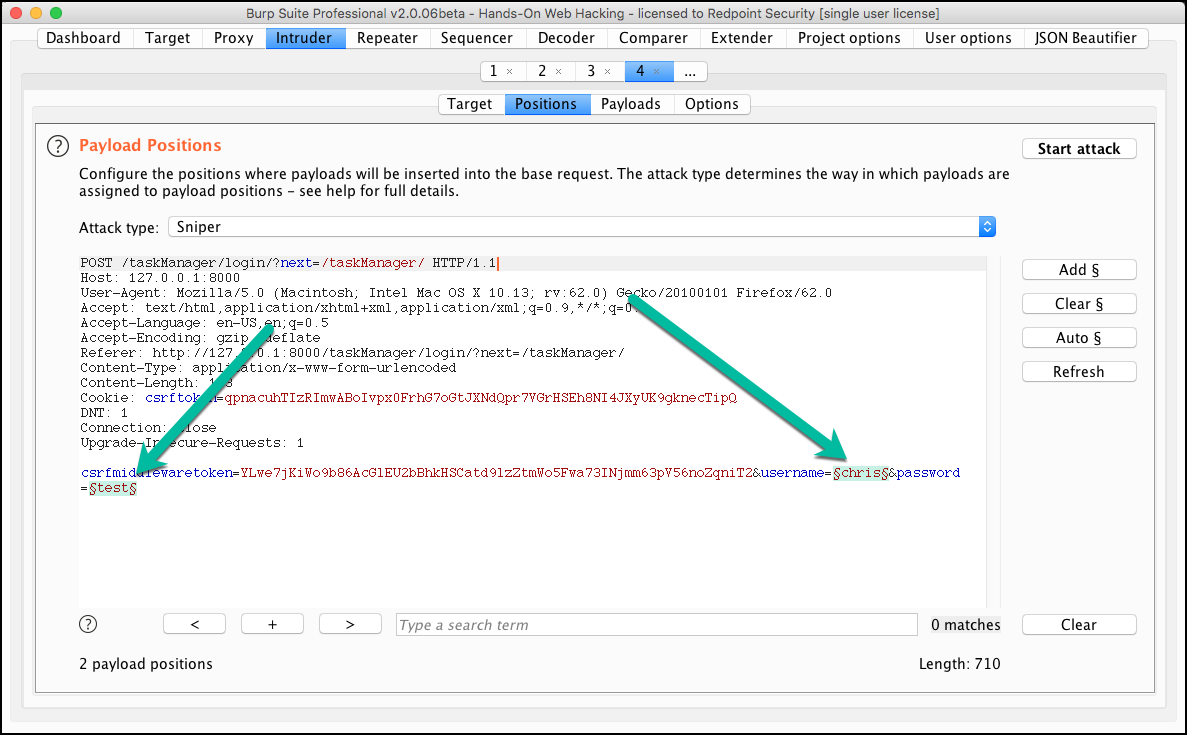 Burp Suite Professional v2.0.06beta - Hands-On Web Hacking - licensed to Redpoint Security [single user license]
Dashboard Target Proxy Intruder Repeater Sequencer Decoder Comparer Extender Project options User options JSON Beautifier
1 × 2 × 3 × 4 × ...
Target Positions Payloads Options
? Payload Positions
Start attack
Configure the positions where payloads will be inserted into the base request. The attack type determines the way in which payloads are
assigned to payload positions – see help for full details.
Attack type: Sniper
POST /taskManager/login/?next=/taskManager/ HTTP/1.1
Host: 127.0.0.1:8000
User-Agent: Mozilla/5.0 (Macintosh; Intel Mac OS X 10.13; rv:62.0) Gecko/20100101 Firefox/62.0
Accept: text/html,application/xhtml+xml,application/xml;q=0.9,*/*;q=0.
Accept-Language: en-US,en;q=0.5
Accept-Encoding: gzip, deflate
Referer: http://127.0.0.1:8000/taskManager/login/?next=/taskManager/
Content-Type: application/x-www-form-urlencoded
Content-Length:
Cookie: csrftoken=qpnacuhTIzRImwABoIvpx0FrhG7oGtJXNdQpr7VGrHSEh8NI4JXyUK9gknecTipQ
DNT: 1
Connection: close
Upgrade-Insecure-Requests: 1
csrfmiddlewaretoken=YLwe7jKiWo9b86AcGlEU2bBhkHSCatd9lzZtmWo5Fwa73INjmm63pV56noZqniT2&username=§chris§&password
=§test§
Add §
Clear §
Auto §
Refresh
? < + > Type a search term 0 matches Clear
2 payload positions Length: 710